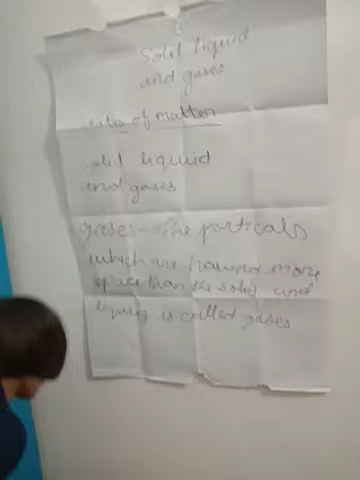 Solid liquid
and gases
states of matter
solid liquid
and gases
gases - the particals
which are having more
space than the solid and
is called gases